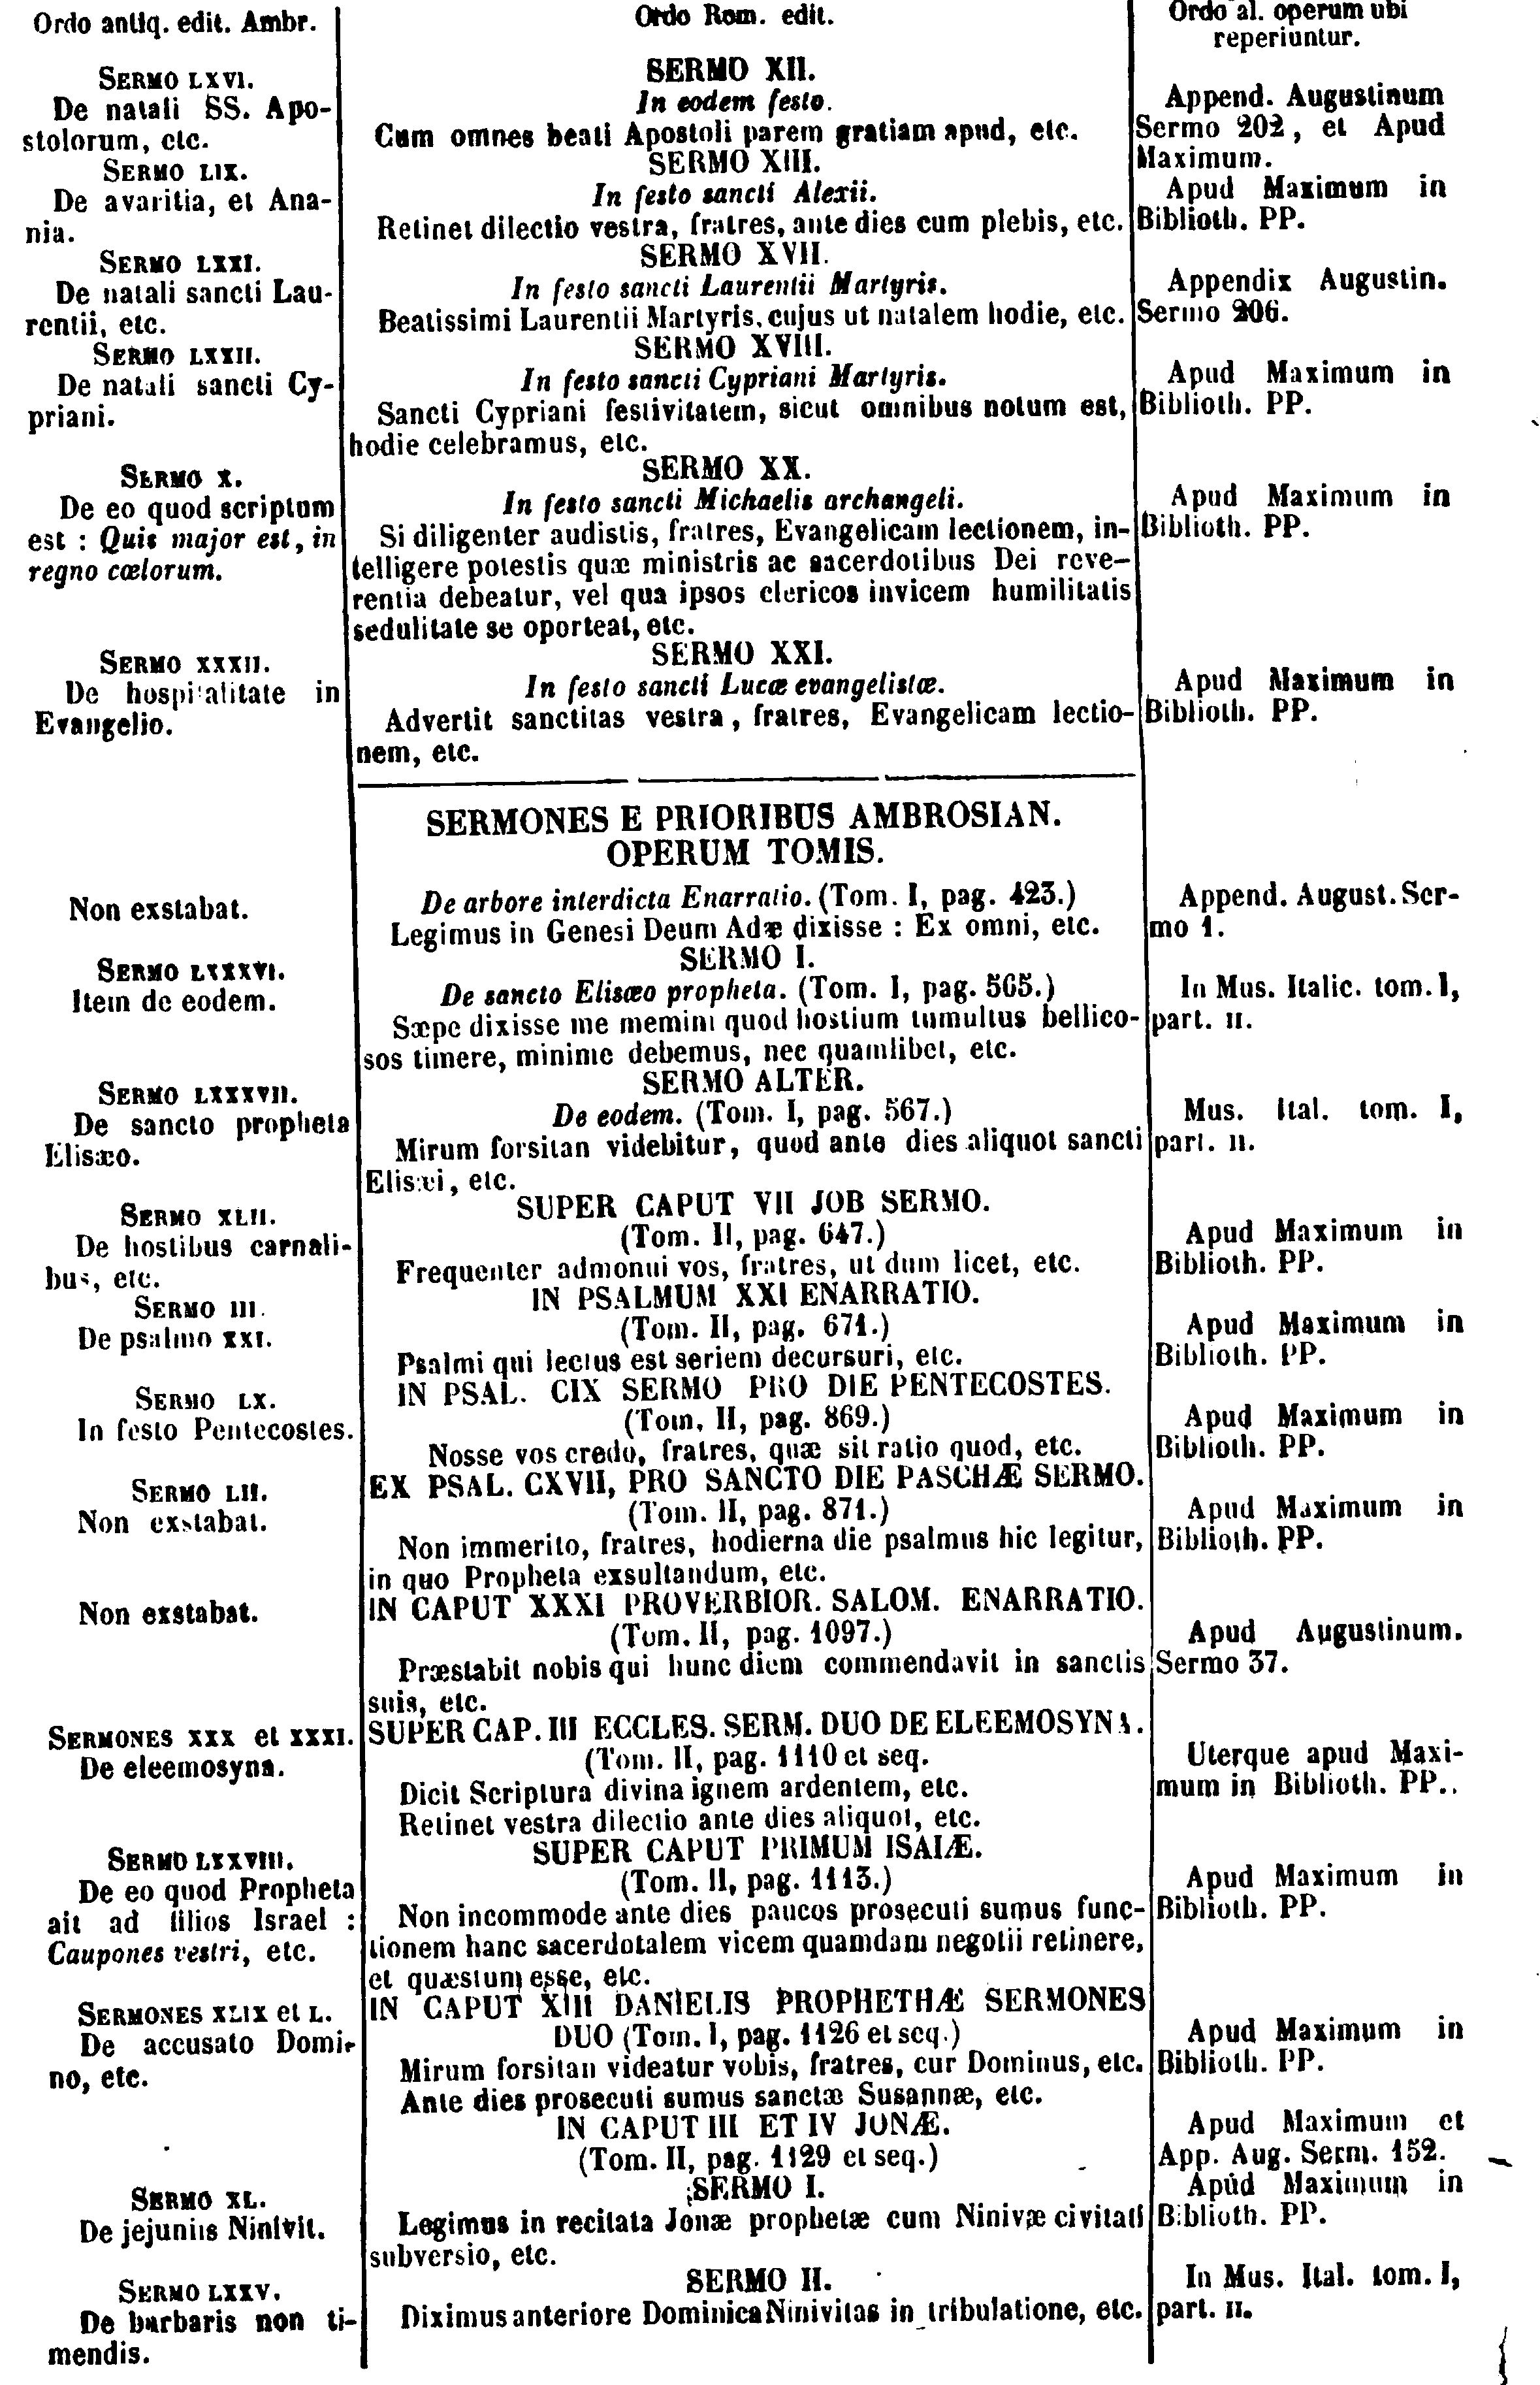 Ordo antiq. edit. Ambr.
SERMO LXVI.
De natali SS. Apo-
stolorum, etc.
SERMO LIX.
De avaritia, et Ana-
nia.
SERMO LXXI.
De natali sancti Lau-
rentii, etc.
SERMO LXXII.
De natali sancti Cy-
priani.
SERMO X.
De eo quod scriptum
est : Quis major est, in
regno cœlorum.
SERMO XXXII.
De hospitalitate in
Evangelio.
Non exstabat.
SERMO LXXXVI.
Item de eodem.
SERMO LXXXVII.
De sancto propheta
Elisæo.
SERMO XLII.
De hostibus carnali-
bus, etc.
SERMO III.
De psalmo XXI.
SERMO LX.
In festo Pentecostes.
SERMO LII.
Non exstabat.
Non exstabat.
SERMONES XXX et XXXI.
De eleemosyna.
SERMO LXXVIII.
De eo quod Propheta
ait ad filios Israel :
Caupones vestri, etc.
SERMONES XLIX et L.
De accusato Domi-
no, etc.
SERMO XL.
De jejuniis Ninivit.
SERMO LXXV.
De barbaris non ti-
mendis.
Ordo Rom. edit.
SERMO XII.
In eodem festo.
Cum omnes beati Apostoli parem gratiam apud, etc.
SERMO XIII.
In festo sancti Alexii.
Retinet dilectio vestra, fratres, ante dies cum plebis, etc.
SERMO XVII.
In festo sancti Laurentii Martyris.
Beatissimi Laurentii Martyris, cujus ut natalem hodie, etc.
SERMO XVIII.
In festo sancti Cypriani Martyris.
Sancti Cypriani festivitatem, sicut omnibus notum est,
hodie celebramus, etc.
SERMO XX.
In festo sancti Michaelis archangeli.
Si diligenter audistis, fratres, Evangelicam lectionem, in-
telligere potestis quæ ministris ac sacerdotibus Dei reve-
rentia debeatur, vel qua ipsos clericos invicem humilitatis
sedulitate se oporteat, etc.
SERMO XXI.
In festo sancti Lucæ evangelistæ.
Advertit sanctitas vestra, fratres, Evangelicam lectio-
nem, etc.
SERMONES E PRIORIBUS AMBROSIAN.
OPERUM TOMIS.
De arbore interdicta Enarratio. (Tom. I, pag. 423.)
Legimus in Genesi Deum Adæ dixisse : Ex omni, etc.
SERMO I.
De sancto Elisæo propheta. (Tom. I, pag. 565.)
Sæpe dixisse me memini quod hostium tumultus bellico-
sos timere, minime debemus, nec quamlibet, etc.
SERMO ALTER.
De eodem. (Tom. I, pag. 567.)
Mirum forsitan videbitur, quod ante dies aliquot sancti
Elisæi, etc.
SUPER CAPUT VII JOB SERMO.
(Tom. II, pag. 647.)
Frequenter admonui vos, fratres, ut dum licet, etc.
IN PSALMUM XXI ENARRATIO.
(Tom. II, pag. 671.)
Psalmi qui lectus est seriem decursuri, etc.
IN PSAL. CIX SERMO PRO DIE PENTECOSTES.
(Tom. II, pag. 869.)
Nosse vos credo, fratres, quæ sit ratio quod, etc.
EX PSAL. CXVII, PRO SANCTO DIE PASCHÆ SERMO.
(Tom. II, pag. 871.)
Non immerito, fratres, hodierna die psalmus hic legitur,
in quo Propheta exsultandum, etc.
IN CAPUT XXXI PROVERBIOR. SALOM. ENARRATIO.
(Tom. II, pag. 1097.)
Præstabit nobis qui hunc diem commendavit in sanctis
suis, etc.
SUPER CAP. III ECCLES. SERM. DUO DE ELEEMOSYNA.
(Tom. II, pag. 1110 et seq.
Dicit Scriptura divina ignem ardentem, etc.
Retinet vestra dilectio ante dies aliquot, etc.
SUPER CAPUT PRIMUM ISAIÆ.
(Tom. II, pag. 1113.)
Non incommode ante dies paucos prosecuti sumus func-
tionem hanc sacerdotalem vicem quamdam negotii retinere,
et quæstum esse, etc.
IN CAPUT XIII DANIELIS PROPHETHÆ SERMONES
DUO (Tom. I, pag. 1126 et seq.)
Mirum forsitan videatur vobis, fratres, cur Dominus, etc.
Ante dies prosecuti sumus sanctæ Susannæ, etc.
IN CAPUT III ET IV JONÆ.
(Tom. II, pag. 1129 et seq.)
SERMO I.
Legimus in recitata Jonæ prophetæ cum Ninivæ civitati
subversio, etc.
SERMO II.
Diximus anteriore Dominica Ninivitas in tribulatione, etc.
Ordo al. operum ubi
reperiuntur.
Append. Augustinum
Sermo 202, et Apud
Maximum.
Apud Maximum in
Biblioth. PP.
Appendix Augustin.
Sermo 206.
Apud Maximum in
Biblioth. PP.
Apud Maximum in
Biblioth. PP.
Apud Maximum in
Biblioth. PP.
Append. August. Ser-
mo 1.
In Mus. Italic. tom. I,
part. II.
Mus. Ital. tom. I,
part. II.
Apud Maximum in
Biblioth. PP.
Apud Maximum in
Biblioth. PP.
Apud Maximum in
Biblioth. PP.
Apud Maximum in
Biblioth. PP.
Apud Augustinum.
Sermo 37.
Uterque apud Maxi-
mum in Biblioth. PP..
Apud Maximum in
Biblioth. PP.
Apud Maximum in
Biblioth. PP.
Apud Maximum et
App. Aug. Serm. 152.
Apud Maximum in
Biblioth. PP.
In Mus. Ital. tom. I,
part. II.